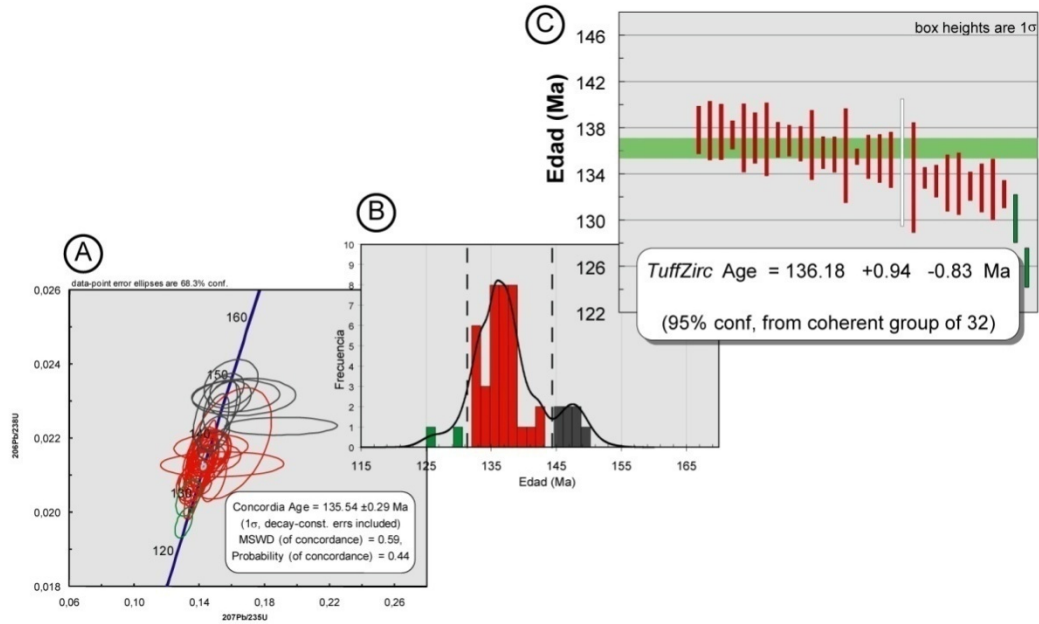 A
data-point error ellipses are 68.3% conf.
0,026
0,024
0,022
0,020
0,018
206Pb/238U
160
150
140
130
120
Concordia Age = 135.54 ±0.29 Ma
(1σ, decay-const. errs included)
MSWD (of concordance) = 0.59,
Probability (of concordance) = 0.44
0,06
0,10
0,14
0,18
0,22
0,26
207Pb/235U
B
10
9
8
7
6
5
4
3
2
1
0
Frecuencia
115
125
135
145
155
165
Edad (Ma)
C
box heights are 1σ
146
142
138
134
130
126
122
Edad (Ma)
TuffZirc Age = 136.18 +0.94 -0.83 Ma
(95% conf, from coherent group of 32)